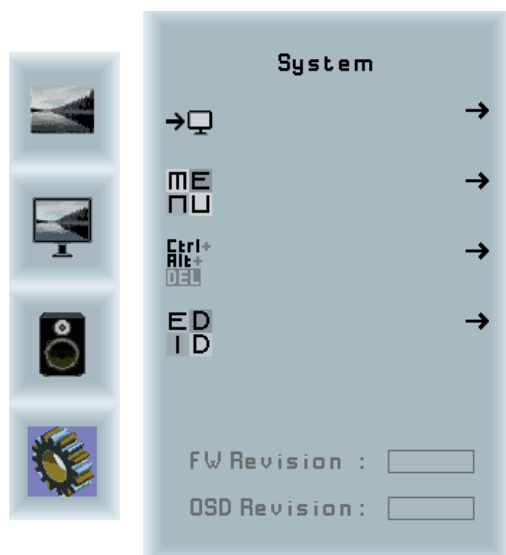 System
→
→
ME
NU
→
Ctrl+
Alt+
DEL
→
ED
ID
→
FW Revision :
OSD Revision :